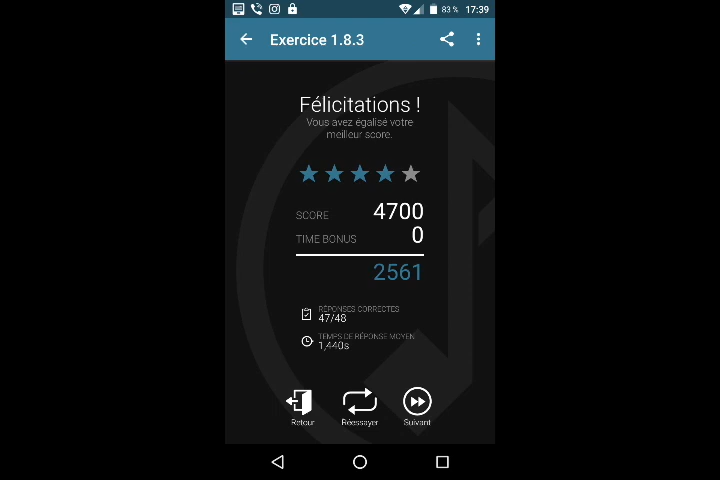 83 % 17:39
Exercice 1.8.3
Félicitations !
Vous avez égalisé votre
meilleur score.
SCORE 4700
TIME BONUS 0
2561
RÉPONSES CORRECTES
47/48
TEMPS DE RÉPONSE MOYEN
1,440s
Retour Réessayer Suivant